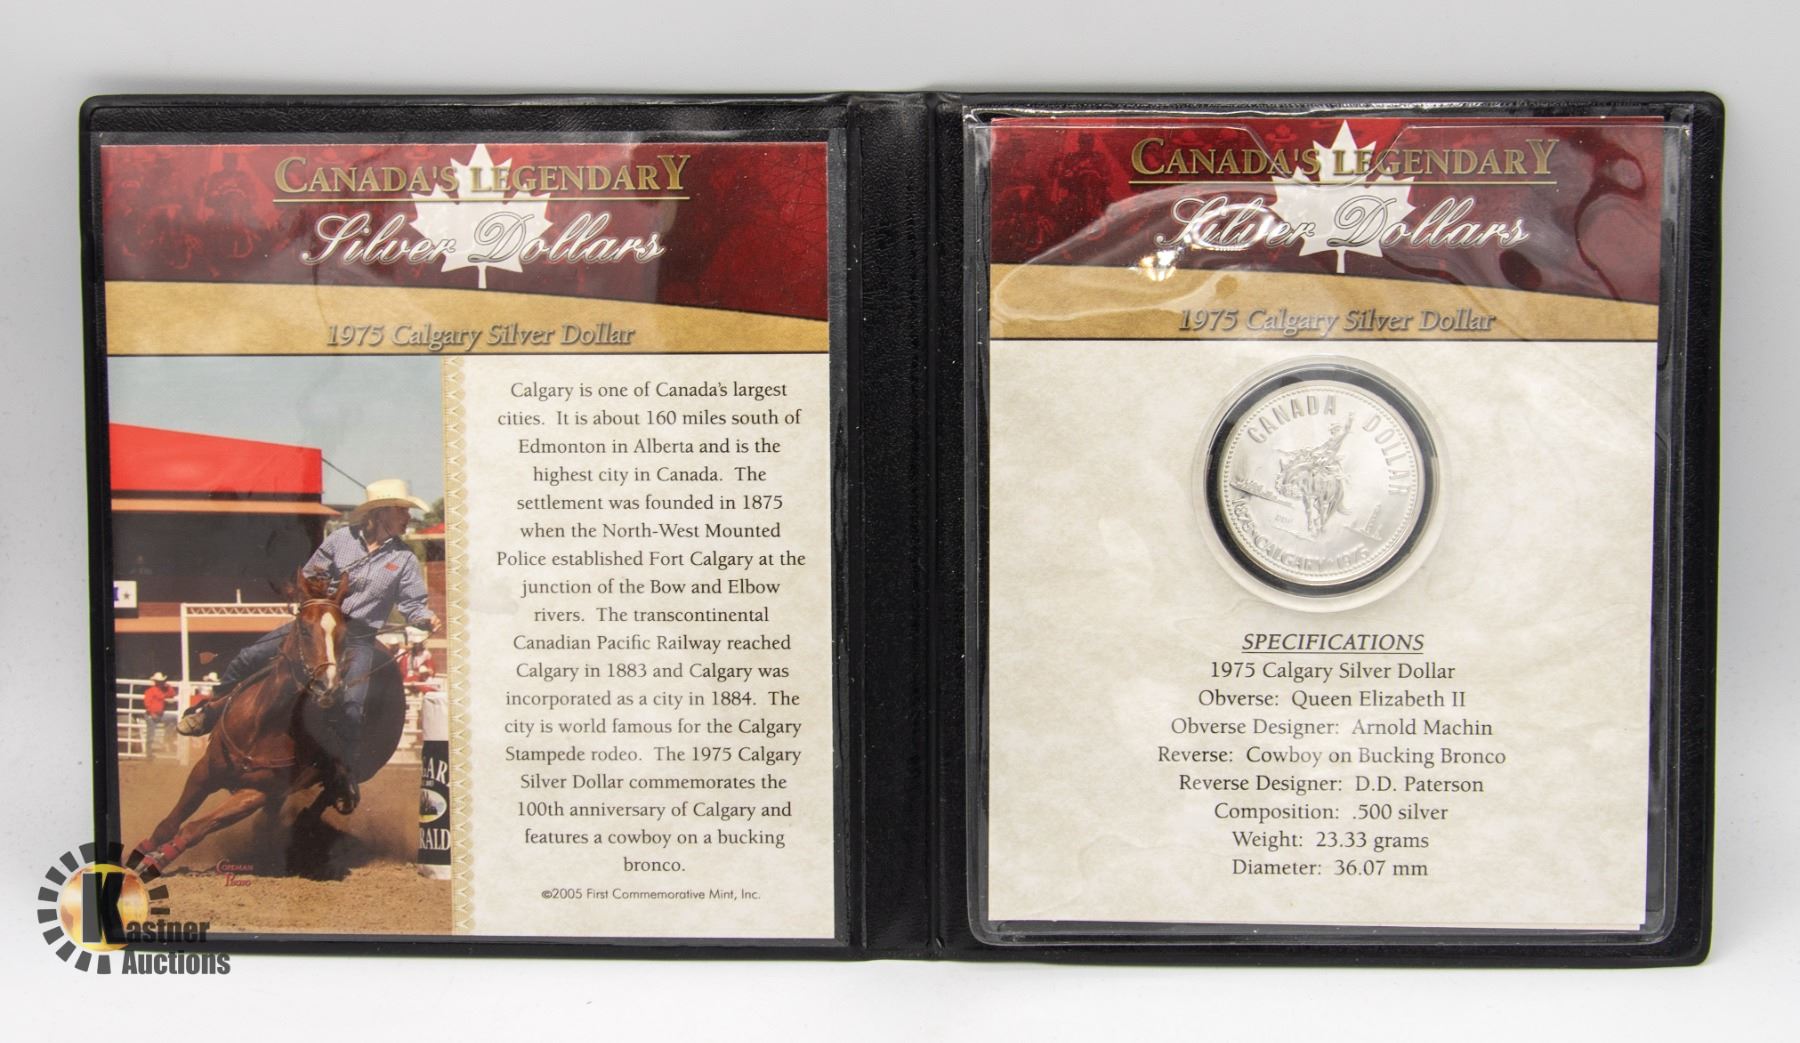 CANADA'S LEGENDARY
Silver Dollars
1975 Calgary Silver Dollar
Calgary is one of Canada's largest
cities. It is about 160 miles south of
Edmonton in Alberta and is the
highest city in Canada. The
settlement was founded in 1875
when the North-West Mounted
Police established Fort Calgary at the
junction of the Bow and Elbow
rivers. The transcontinental
Canadian Pacific Railway reached
Calgary in 1883 and Calgary was
incorporated as a city in 1884. The
city is world famous for the Calgary
Stampede rodeo. The 1975 Calgary
Silver Dollar commemorates the
100th anniversary of Calgary and
features a cowboy on a bucking
bronco.
©2005 First Commemorative Mint, Inc.
AR
RALD
Kastner
Auctions
CANADA'S LEGENDARY
Silver Dollars
1975 Calgary Silver Dollar
CANADA DOLLAR
1875·CALGARY·1975
SPECIFICATIONS
1975 Calgary Silver Dollar
Obverse: Queen Elizabeth II
Obverse Designer: Arnold Machin
Reverse: Cowboy on Bucking Bronco
Reverse Designer: D.D. Paterson
Composition: .500 silver
Weight: 23.33 grams
Diameter: 36.07 mm